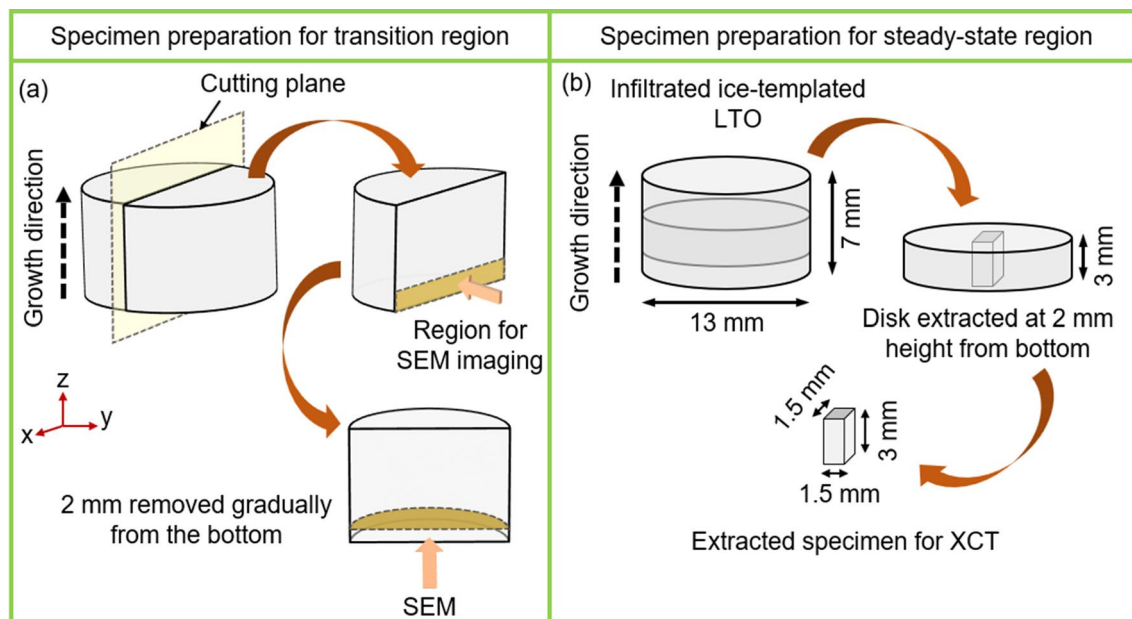 Specimen preparation for transition region
Specimen preparation for steady-state region
(a)
Cutting plane
Growth direction
Region for
SEM imaging
z
y
x
2 mm removed gradually
from the bottom
SEM
(b)
Infiltrated ice-templated
LTO
Growth direction
7 mm
13 mm
3 mm
Disk extracted at 2 mm
height from bottom
1.5 mm
3 mm
1.5 mm
Extracted specimen for XCT